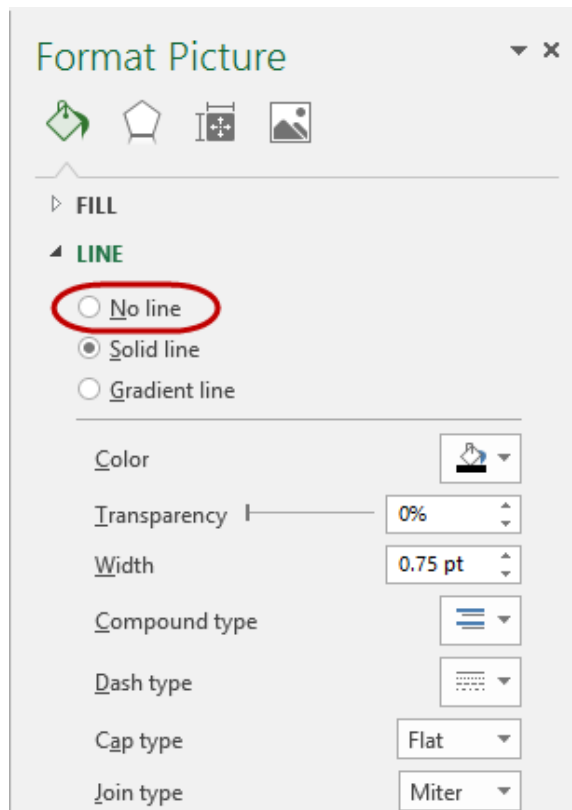 Format Picture
FILL
LINE
No line
Solid line
Gradient line
Color
Transparency 0%
Width 0.75 pt
Compound type
Dash type
Cap type Flat
Join type Miter